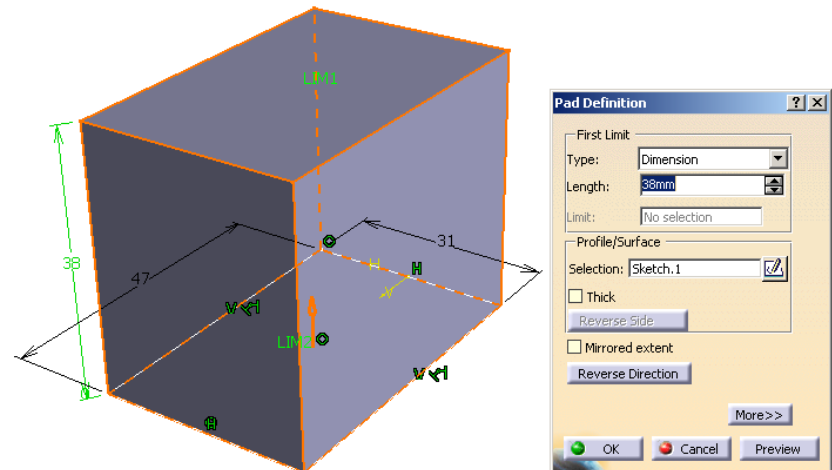 LIM1
38
47
31
H
H
V
V
LIM2
V
H
Pad Definition
First Limit
Type: Dimension
Length: 38mm
Limit: No selection
Profile/Surface
Selection: Sketch.1
Thick
Reverse Side
Mirrored extent
Reverse Direction
More>>
OK Cancel Preview